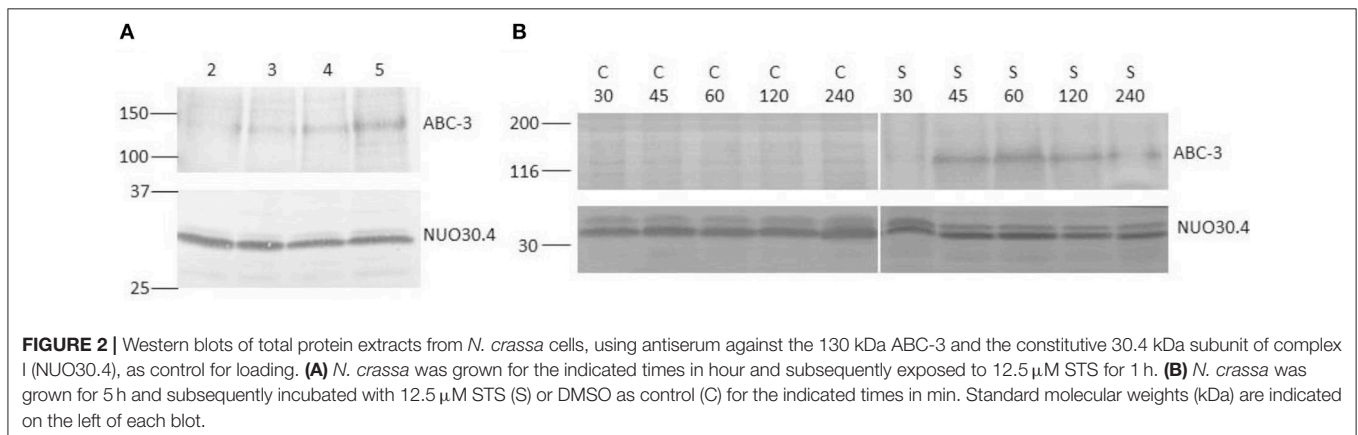 A
B
2 3 4 5
C C C C C S S S S S
30 45 60 120 240 30 45 60 120 240
150
100
ABC-3
37
25
NUO30.4
200
116
ABC-3
30
NUO30.4
FIGURE 2 | Western blots of total protein extracts from N. crassa cells, using antiserum against the 130 kDa ABC-3 and the constitutive 30.4 kDa subunit of complex
I (NUO30.4), as control for loading. (A) N. crassa was grown for the indicated times in hour and subsequently exposed to 12.5 μM STS for 1 h. (B) N. crassa was
grown for 5 h and subsequently incubated with 12.5 μM STS (S) or DMSO as control (C) for the indicated times in min. Standard molecular weights (kDa) are indicated
on the left of each blot.